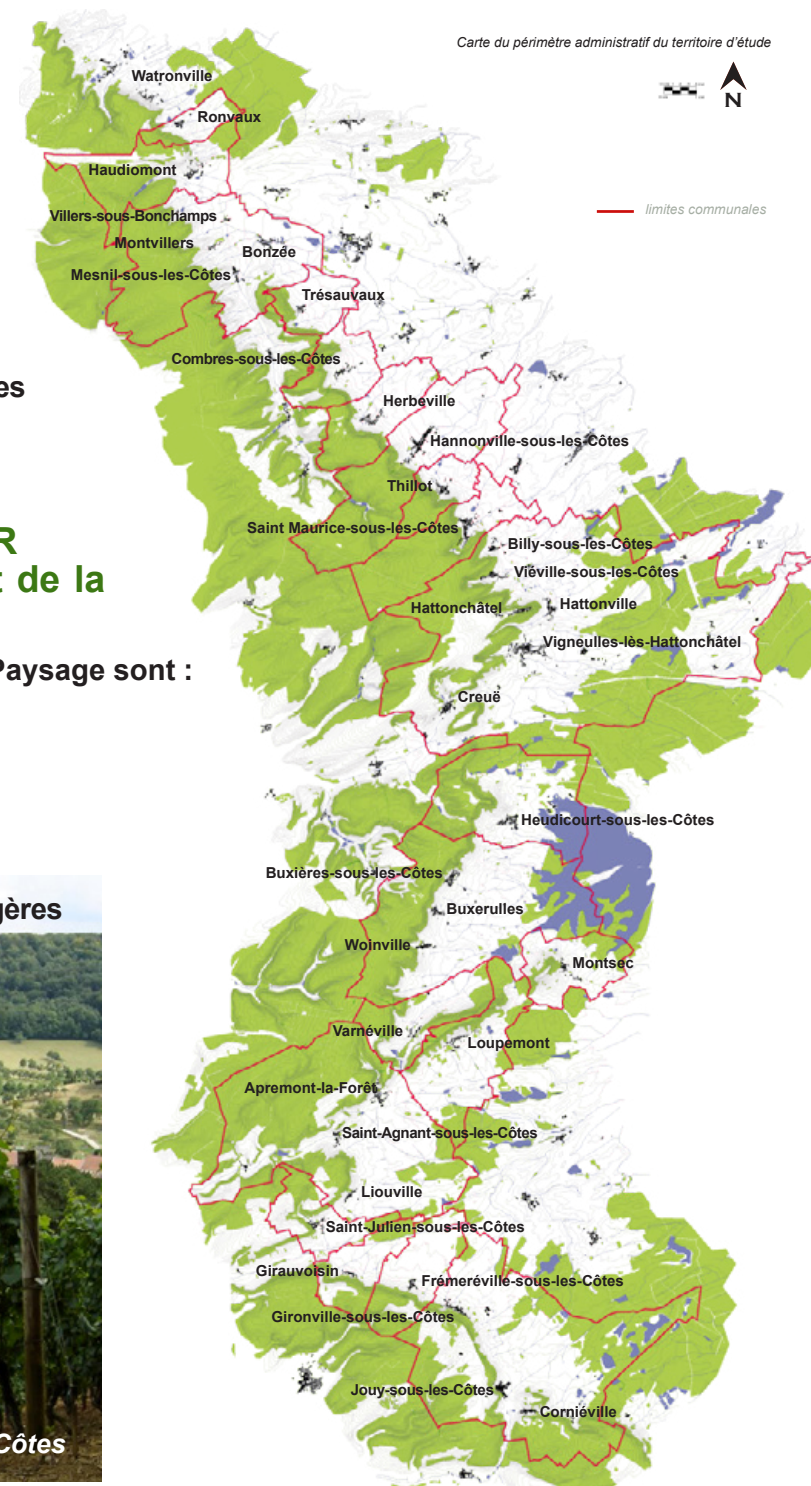 Carte du périmètre administratif du territoire d'étude
N
limites communales
Watronville
Ronvaux
Haudiomont
Villers-sous-Bonchamps
Montvillers
Bonzée
Mesnil-sous-les-Côtes
Trésauvaux
Combres-sous-les-Côtes
es
Herbeville
Hannonville-sous-les-Côtes
Thillot
Saint Maurice-sous-les-Côtes
R
Billy-sous-les-Côtes
t de la
Viéville-sous-les-Côtes
Hattonchâtel
Hattonville
Vigneulles-lès-Hattonchâtel
Paysage sont :
Creuë
Heudicourt-sous-les-Côtes
Buxières-sous-les-Côtes
gères
Buxerulles
Woinville
Montsec
Varnéville
Loupemont
Apremont-la-Forêt
Saint-Agnant-sous-les-Côtes
Liouville
Saint-Julien-sous-les-Côtes
Girauvoisin
Frémeréville-sous-les-Côtes
Gironville-sous-les-Côtes
Jouy-sous-les-Côtes
Corniéville
Côtes